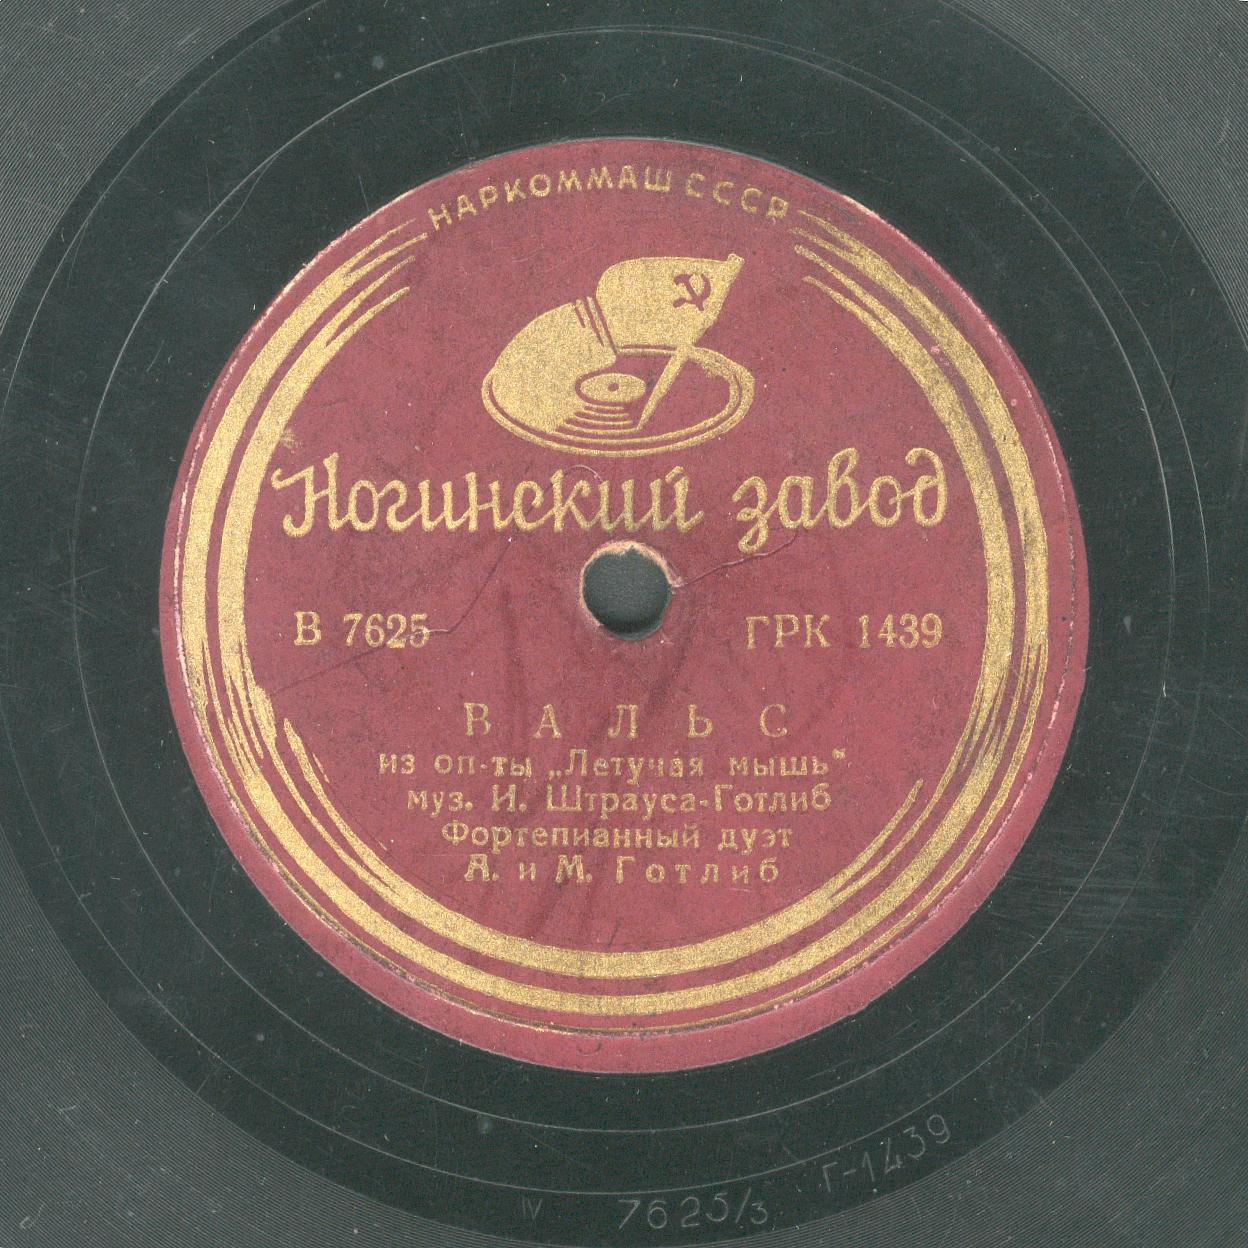 НАРКОММАШ СССР
Ногинский завод
В 7625 ГРК 1439
ВАЛЬС
из оп-ты „Летучая мышь“
муз. И. Штрауса-Готлиб
Фортепианный дуэт
А. и М. Готлиб
IV 7625/3 Г-1439